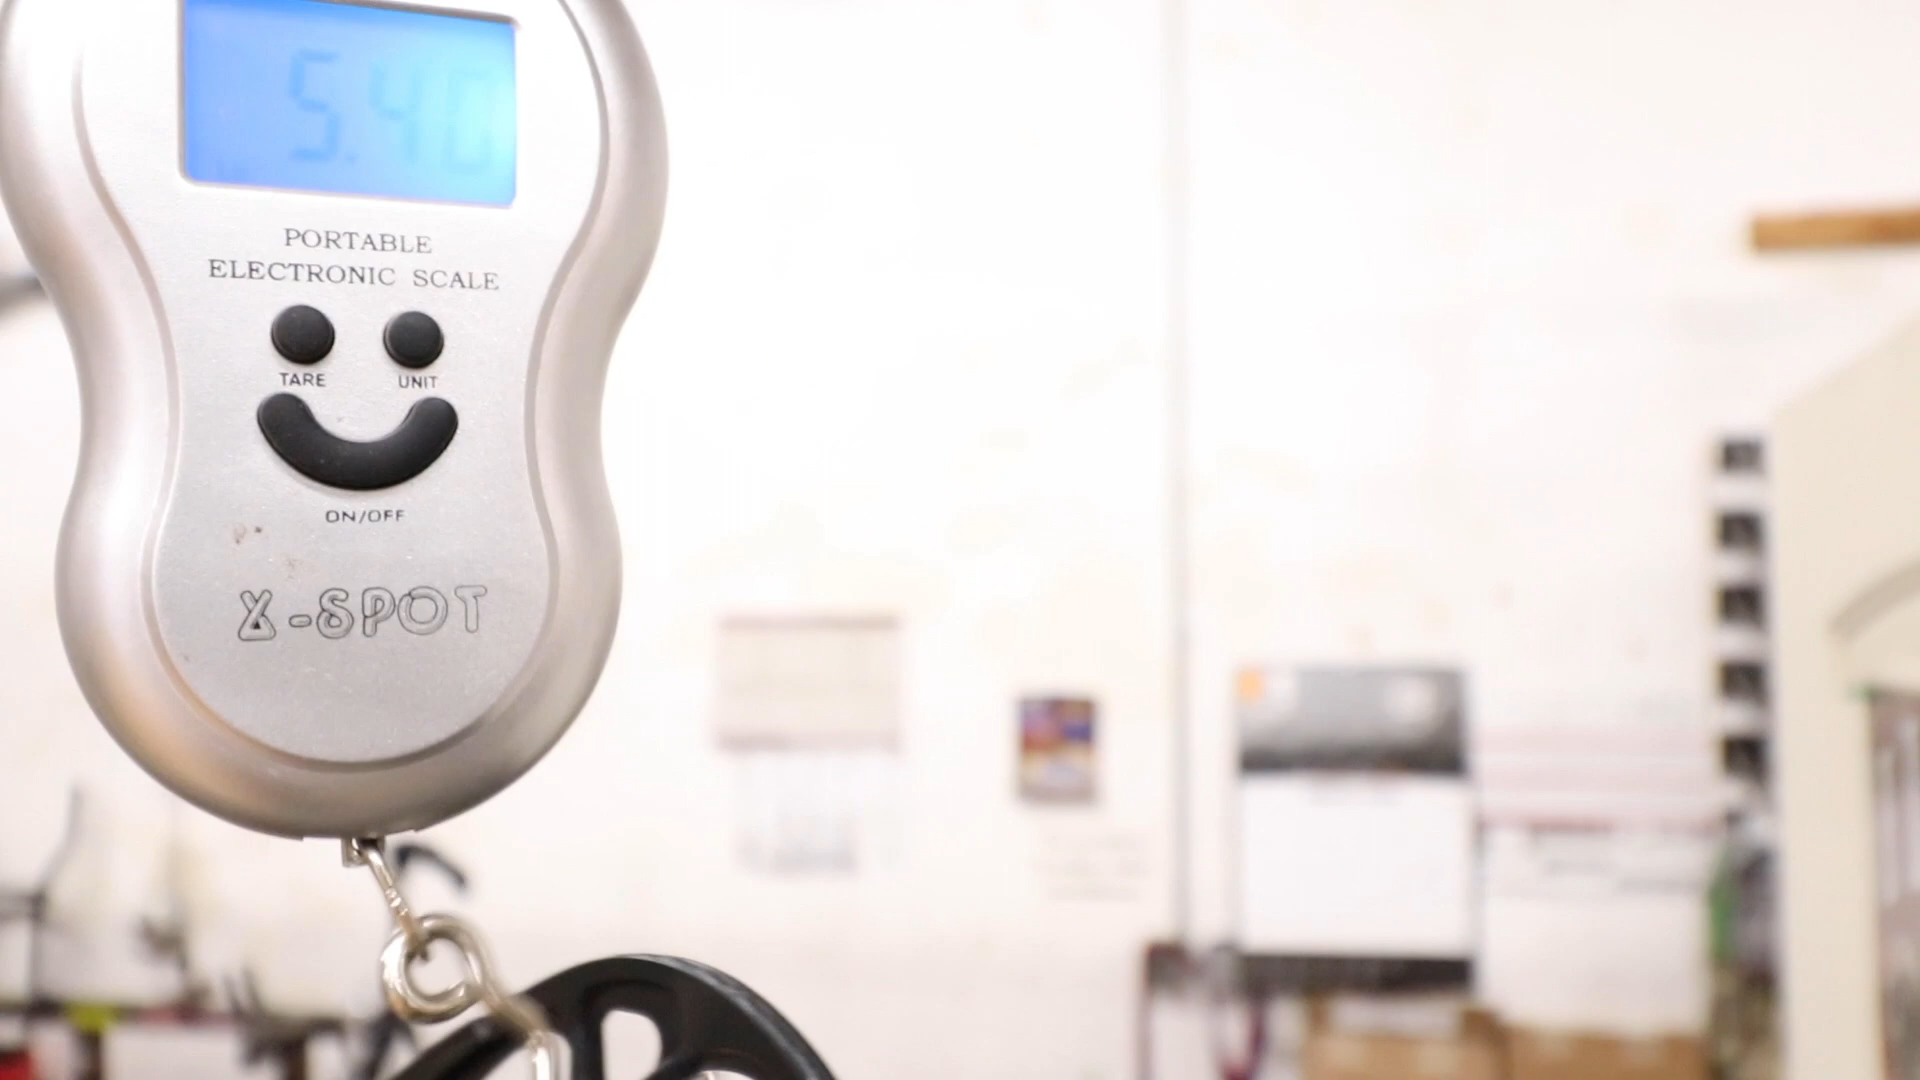 5.40
PORTABLE
ELECTRONIC SCALE
TARE UNIT
ON/OFF
X-SPOT